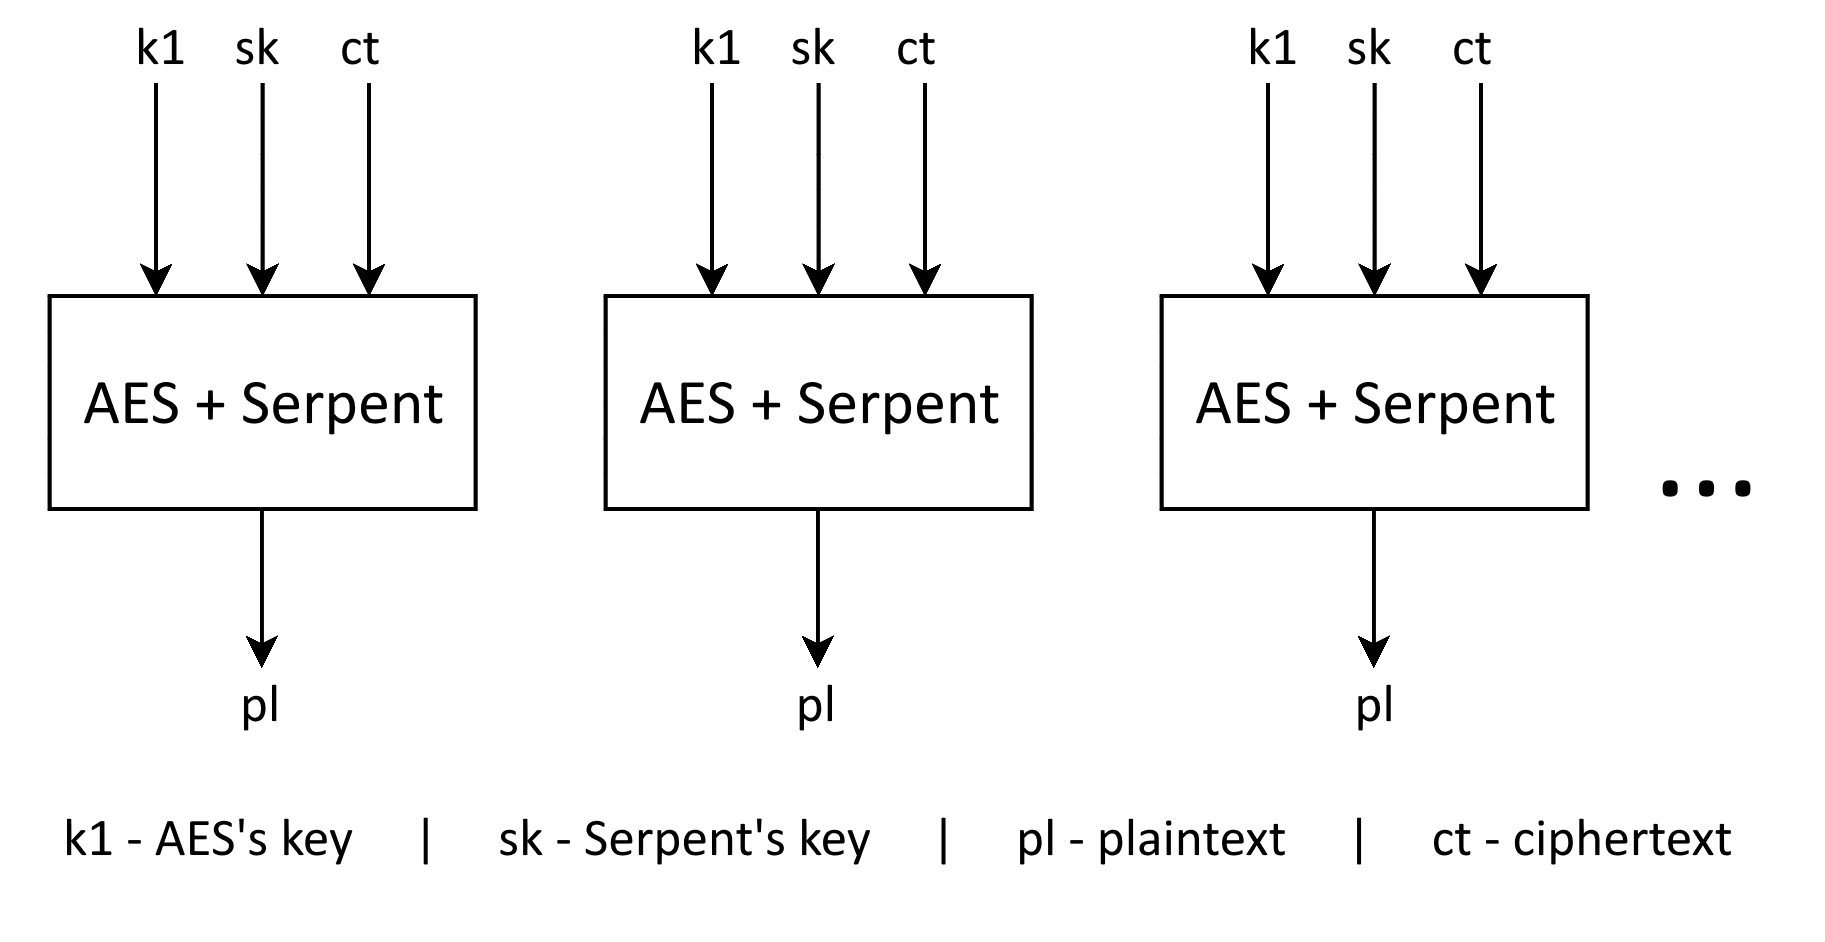 k1 sk ct k1 sk ct k1 sk ct
AES + Serpent AES + Serpent AES + Serpent
...
pl pl pl
k1 - AES's key | sk - Serpent's key | pl - plaintext | ct - ciphertext